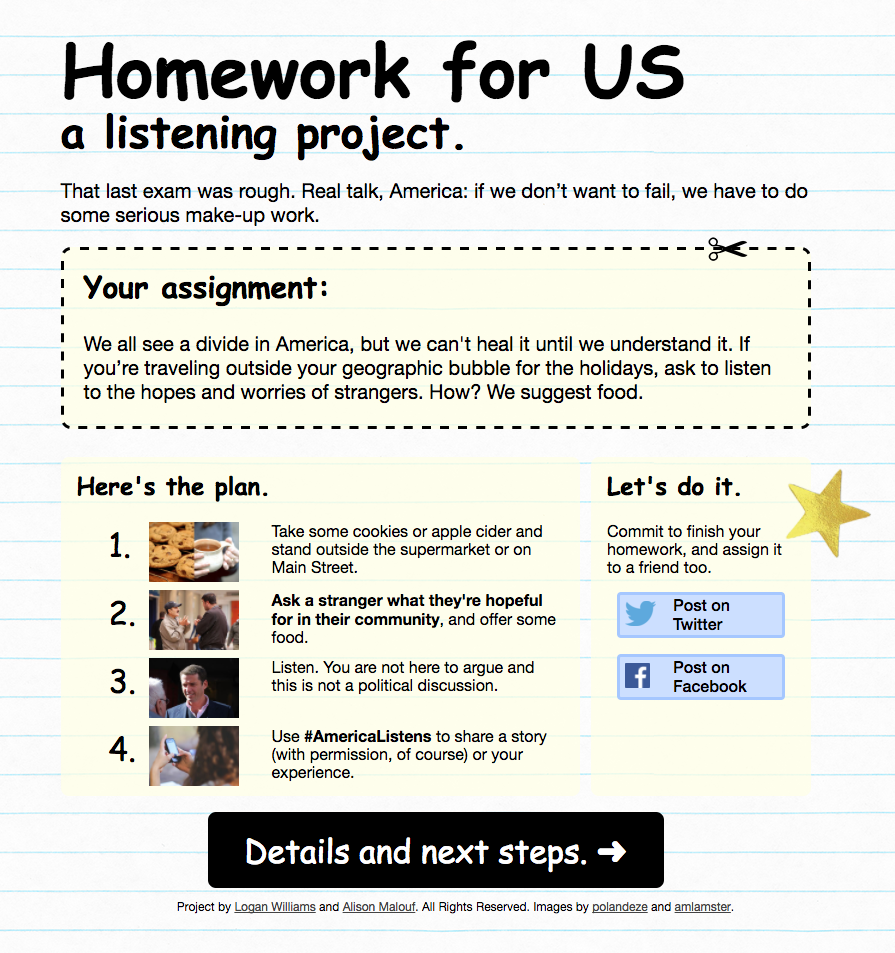 Homework for US
a listening project.
That last exam was rough. Real talk, America: if we don’t want to fail, we have to do
some serious make-up work.
Your assignment:
We all see a divide in America, but we can't heal it until we understand it. If
you’re traveling outside your geographic bubble for the holidays, ask to listen
to the hopes and worries of strangers. How? We suggest food.
Here's the plan.
1.
Take some cookies or apple cider and
stand outside the supermarket or on
Main Street.
2.
Ask a stranger what they're hopeful
for in their community, and offer some
food.
3.
Listen. You are not here to argue and
this is not a political discussion.
4.
Use #AmericaListens to share a story
(with permission, of course) or your
experience.
Let's do it.
Commit to finish your
homework, and assign it
to a friend too.
Post on
Twitter
Post on
Facebook
Details and next steps. ➜
Project by Logan Williams and Alison Malouf. All Rights Reserved. Images by polandeze and amlamster.